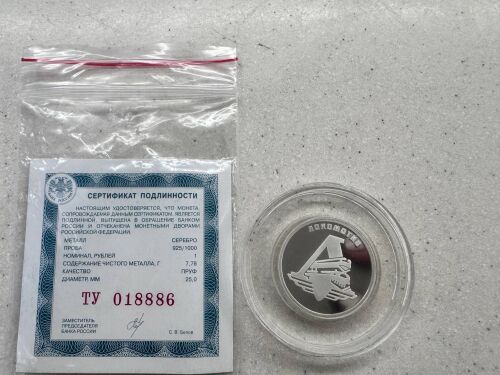 СЕРТИФИКАТ ПОДЛИННОСТИ
НАСТОЯЩИМ УДОСТОВЕРЯЕТСЯ, ЧТО МОНЕТА,
СОПРОВОЖДАЕМАЯ ДАННЫМ СЕРТИФИКАТОМ, ЯВЛЯЕТСЯ
ПОДЛИННОЙ, ВЫПУЩЕНА В ОБРАЩЕНИЕ БАНКОМ
РОССИИ И ОТЧЕКАНЕНА МОНЕТНЫМИ ДВОРАМИ
РОССИЙСКОЙ ФЕДЕРАЦИИ
МЕТАЛЛ СЕРЕБРО
ПРОБА 925/1000
НОМИНАЛ, РУБЛЕЙ 1
СОДЕРЖАНИЕ ЧИСТОГО МЕТАЛЛА, Г 7,78
КАЧЕСТВО ПРУФ
ДИАМЕТР, ММ 25,0
ТУ 018886
ЗАМЕСТИТЕЛЬ
ПРЕДСЕДАТЕЛЯ
БАНКА РОССИИ
С. В. Белов
ЛОКОМОТИВ